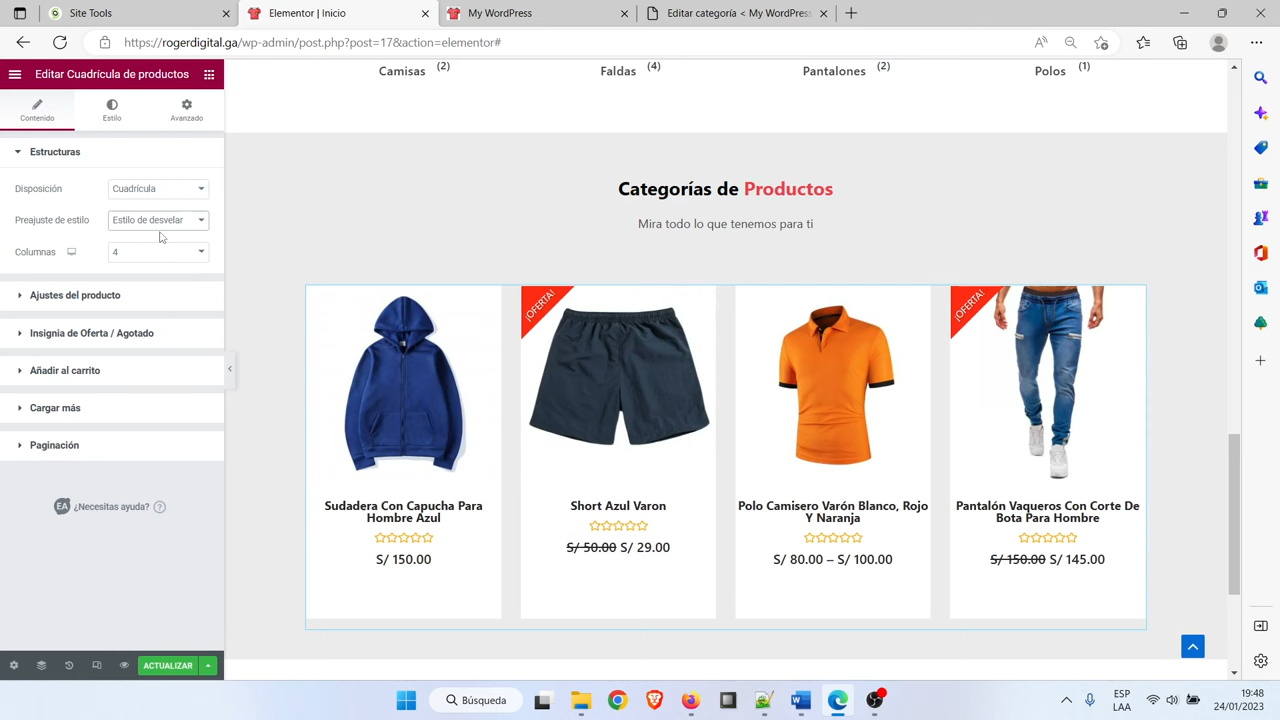 Site Tools
Elementor | Inicio
My WordPress
Editar categoría < My WordPress
https://rogerdigital.ga/wp-admin/post.php?post=17&action=elementor#
Editar Cuadrícula de productos
Contenido
Estilo
Avanzado
Estructuras
Disposición
Cuadrícula
Preajuste de estilo
Estilo de desvelar
Columnas
4
Ajustes del producto
Insignia de Oferta / Agotado
Añadir al carrito
Cargar más
Paginación
EA ¿Necesitas ayuda? ?
ACTUALIZAR
Camisas (2)
Faldas (4)
Pantalones (2)
Polos (1)
Categorías de Productos
Mira todo lo que tenemos para ti
¡OFERTA!
¡OFERTA!
Sudadera Con Capucha Para
Hombre Azul
S/ 150.00
Short Azul Varon
S/ 50.00 S/ 29.00
Polo Camisero Varón Blanco, Rojo
Y Naranja
S/ 80.00 – S/ 100.00
Pantalón Vaqueros Con Corte De
Bota Para Hombre
S/ 150.00 S/ 145.00
Búsqueda
ESP
LAA
19:48
24/01/2023